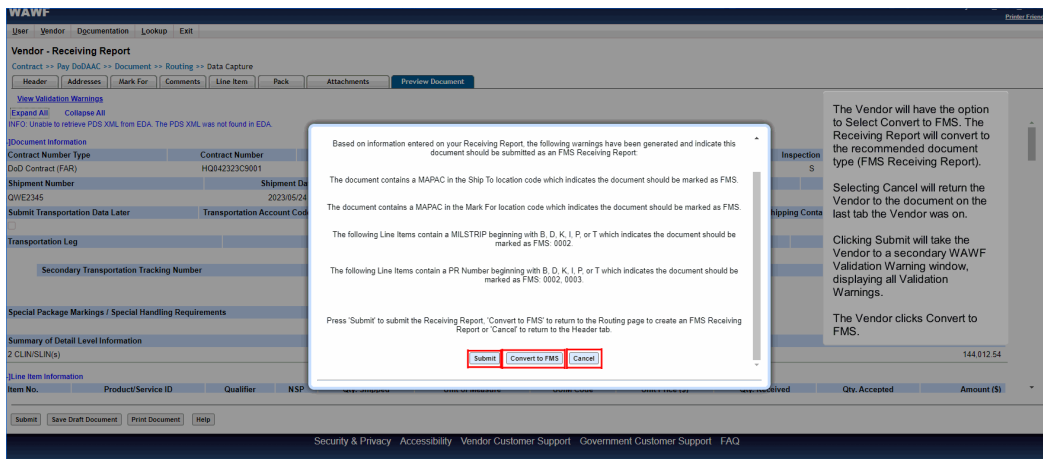 WAWF
Printer Frien
User Vendor Documentation Lookup Exit
Vendor - Receiving Report
Contract >> Pay DoDAAC >> Document >> Routing >> Data Capture
Header Addresses Mark For Comments Line Item Pack Attachments Preview Document
View Validation Warnings
Expand All Collapse All
INFO: Unable to retrieve PDS XML from EDA. The PDS XML was not found in EDA.
-]Document Information
Contract Number Type Contract Number Inspection
DoD Contract (FAR) HQ042323C9001 S
Shipment Number Shipment Da
QWE2345 2023/05/24
Submit Transportation Data Later Transportation Account Cod hipping Conta
Transportation Leg
Secondary Transportation Tracking Number
Special Package Markings / Special Handling Requirements
Summary of Detail Level Information
2 CLIN/SLIN(s) 144,012.54
-]Line Item Information
Item No. Product/Service ID Qualifier NSP Qty. Shipped Unit of Measure Unit Price ($) Qty. Received Qty. Accepted Amount ($)
Based on information entered on your Receiving Report, the following warnings have been generated and indicate this
document should be submitted as an FMS Receiving Report:
The document contains a MAPAC in the Ship To location code which indicates the document should be marked as FMS.
The document contains a MAPAC in the Mark For location code which indicates the document should be marked as FMS.
The following Line Items contain a MILSTRIP beginning with B, D, K, I, P, or T which indicates the document should be
marked as FMS: 0002.
The following Line Items contain a PR Number beginning with B, D, K, I, P, or T which indicates the document should be
marked as FMS: 0002, 0003.
Press 'Submit' to submit the Receiving Report, 'Convert to FMS' to return to the Routing page to create an FMS Receiving
Report or 'Cancel' to return to the Header tab.
Submit Convert to FMS Cancel
The Vendor will have the option
to Select Convert to FMS. The
Receiving Report will convert to
the recommended document
type (FMS Receiving Report).
Selecting Cancel will return the
Vendor to the document on the
last tab the Vendor was on.
Clicking Submit will take the
Vendor to a secondary WAWF
Validation Warning window,
displaying all Validation
Warnings.
The Vendor clicks Convert to
FMS.
Submit Save Draft Document Print Document Help
Security & Privacy Accessibility Vendor Customer Support Government Customer Support FAQ